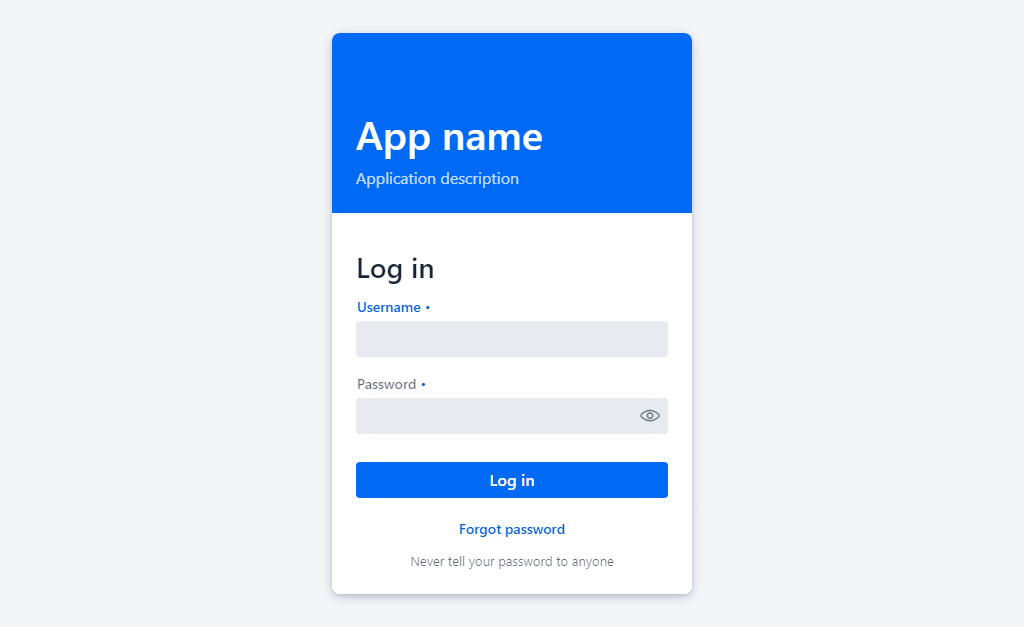 App name
Application description
Log in
Username •
Password •
Log in
Forgot password
Never tell your password to anyone